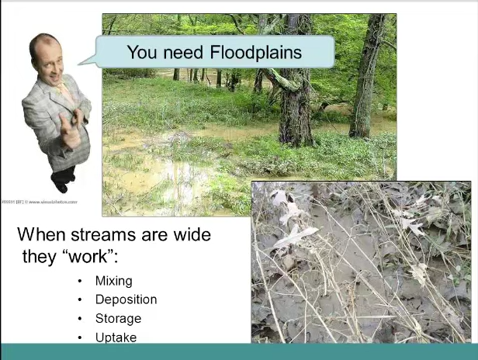 You need Floodplains
When streams are wide
they “work”:
• Mixing
• Deposition
• Storage
• Uptake